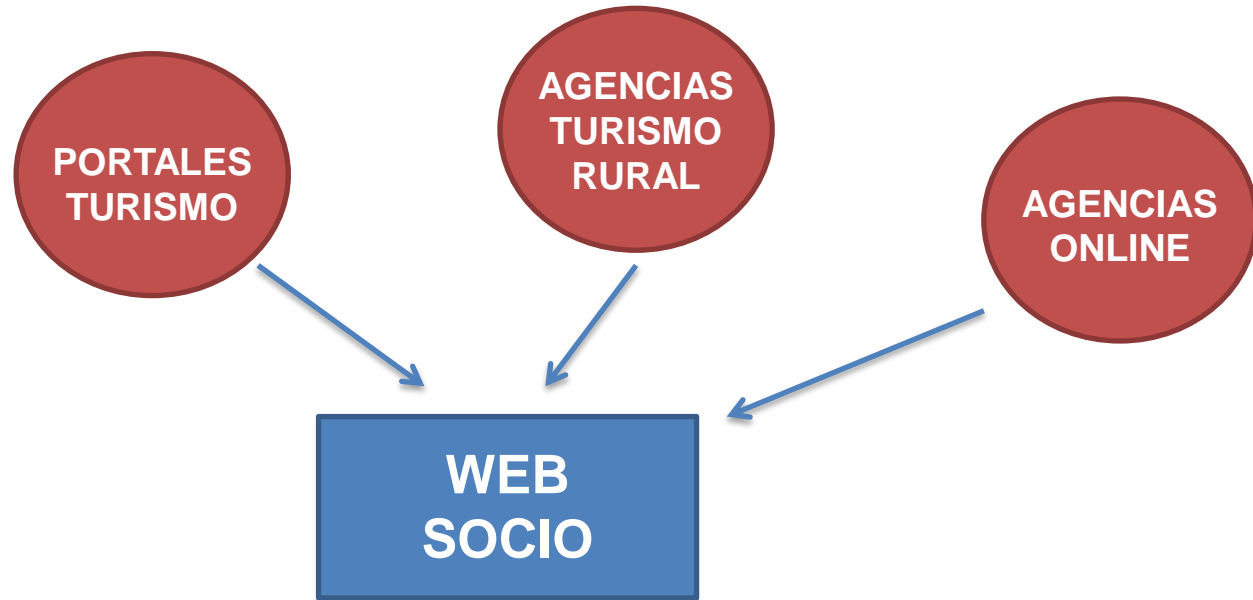 PORTALES
TURISMO
AGENCIAS
TURISMO
RURAL
AGENCIAS
ONLINE
WEB
SOCIO